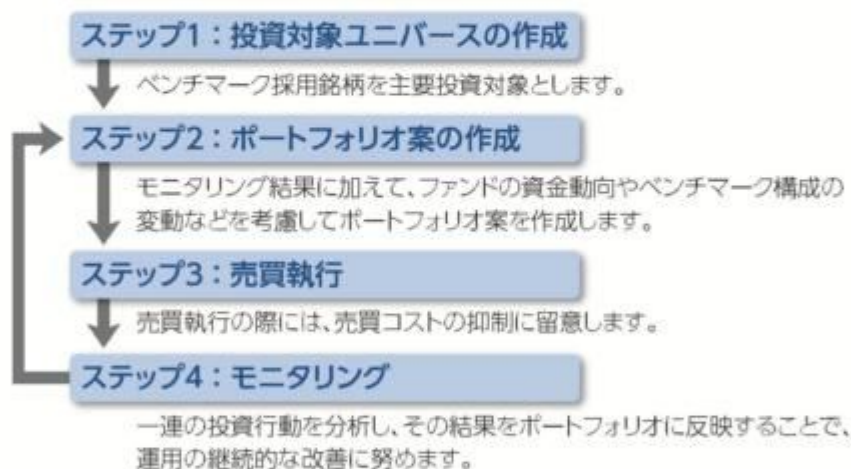 ステップ1：投資対象ユニバースの作成
ベンチマーク採用銘柄を主要投資対象とします。
ステップ2：ポートフォリオ案の作成
モニタリング結果に加えて、ファンドの資金動向やベンチマーク構成の
変動などを考慮してポートフォリオ案を作成します。
ステップ3：売買執行
売買執行の際には、売買コストの抑制に留意します。
ステップ4：モニタリング
一連の投資行動を分析し、その結果をポートフォリオに反映することで、
運用の継続的な改善に努めます。